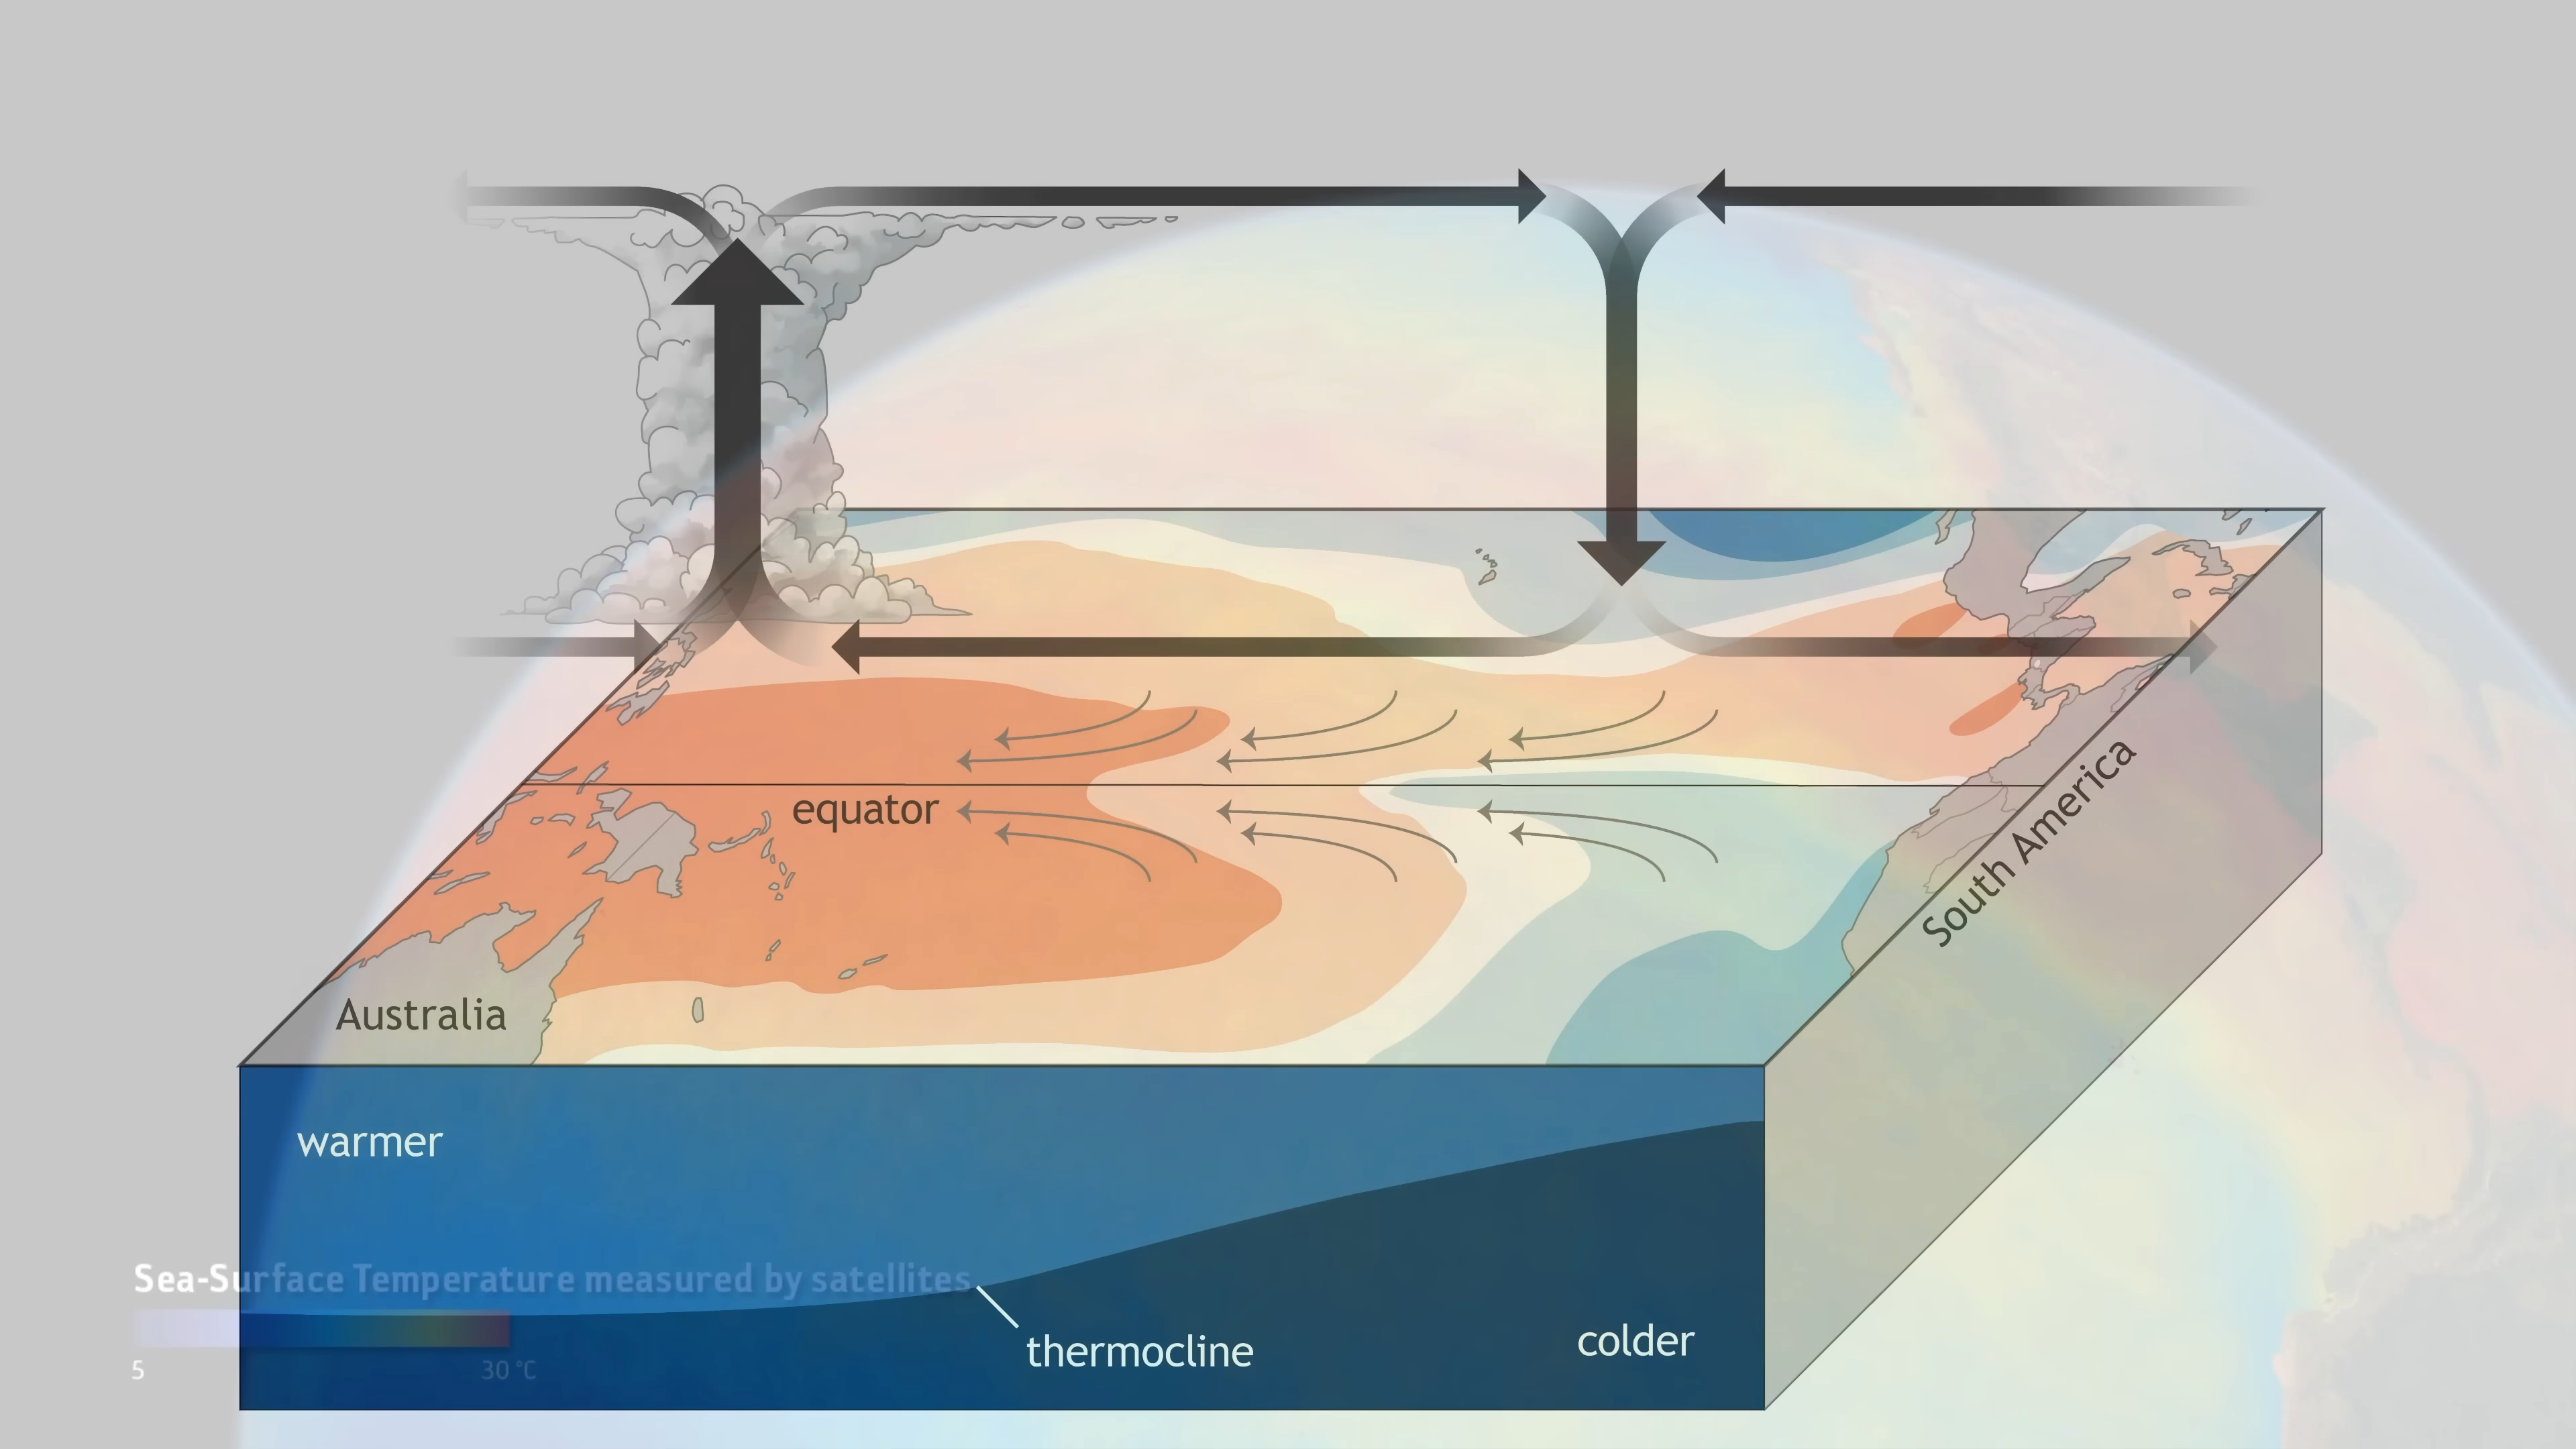 equator
South America
Australia
warmer
Sea-Surface Temperature measured by satellites
thermocline
colder
5
30 °C